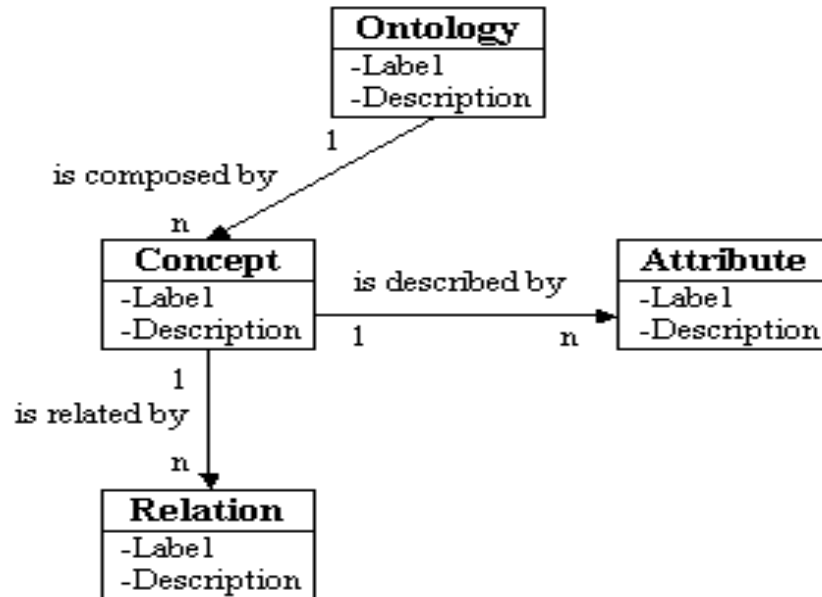 Ontology
-Label
-Description
1
is composed by
n
Concept
-Label
-Description
is described by
1
n
Attribute
-Label
-Description
1
is related by
n
Relation
-Label
-Description